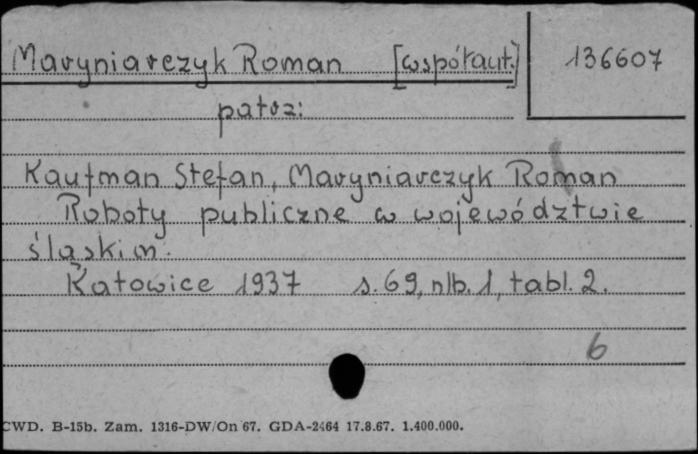 Maryniarczyk Roman [współaut.] 136607
patrz:
Kaufman Stefan, Maryniarczyk Roman
Roboty publiczne w województwie
śląskim.
Katowice 1937 s. 69, nlb. 1, tabl. 2.
6
CWD. B-15b. Zam. 1316-DW/On 67. GDA-2464 17.8.67. 1.400.000.